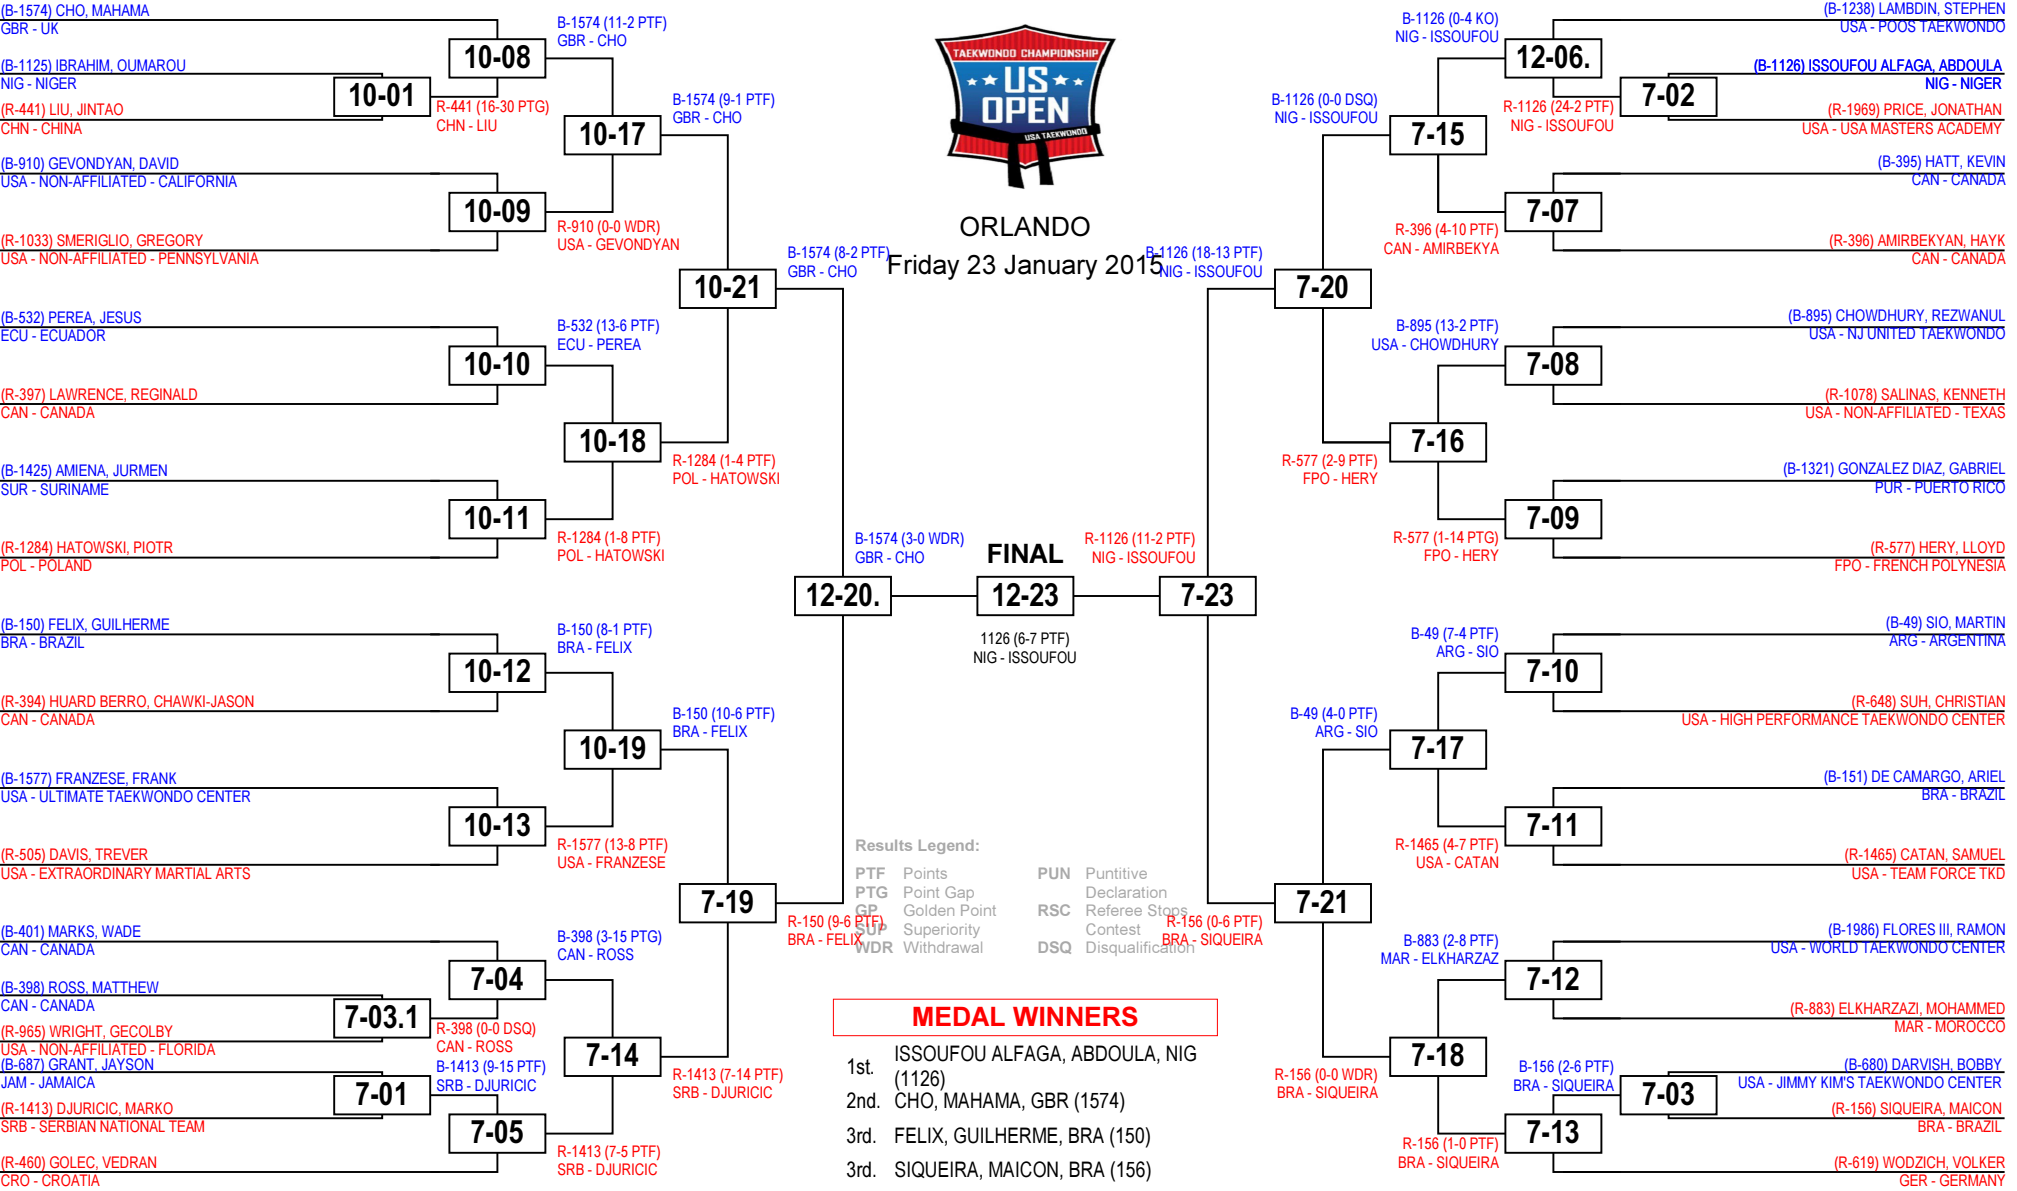 (B-1574) CHO, MAHAMA
GBR - UK
(B-1125) IBRAHIM, OUMAROU
NIG - NIGER
(R-441) LIU, JINTAO
CHN - CHINA
(B-910) GEVONDYAN, DAVID
USA - NON-AFFILIATED - CALIFORNIA
(R-1033) SMERIGLIO, GREGORY
USA - NON-AFFILIATED - PENNSYLVANIA
(B-532) PEREA, JESUS
ECU - ECUADOR
(R-397) LAWRENCE, REGINALD
CAN - CANADA
(B-1425) AMIENA, JURMEN
SUR - SURINAME
(R-1284) HATOWSKI, PIOTR
POL - POLAND
(B-150) FELIX, GUILHERME
BRA - BRAZIL
(R-394) HUARD BERRO, CHAWKI-JASON
CAN - CANADA
(B-1577) FRANZESE, FRANK
USA - ULTIMATE TAEKWONDO CENTER
(R-505) DAVIS, TREVER
USA - EXTRAORDINARY MARTIAL ARTS
(B-401) MARKS, WADE
CAN - CANADA
(B-398) ROSS, MATTHEW
CAN - CANADA
(R-965) WRIGHT, GECOLBY
USA - NON-AFFILIATED - FLORIDA
(B-687) GRANT, JAYSON
JAM - JAMAICA
(R-1413) DJURICIC, MARKO
SRB - SERBIAN NATIONAL TEAM
(R-460) GOLEC, VEDRAN
CRO - CROATIA
10-01
R-441 (16-30 PTG)
CHN - LIU
7-03.1
R-398 (0-0 DSQ)
CAN - ROSS
7-01
B-1413 (9-15 PTF)
SRB - DJURICIC
10-08
B-1574 (11-2 PTF)
GBR - CHO
10-09
R-910 (0-0 WDR)
USA - GEVONDYAN
10-10
B-532 (13-6 PTF)
ECU - PEREA
10-11
R-1284 (1-8 PTF)
POL - HATOWSKI
10-12
B-150 (8-1 PTF)
BRA - FELIX
10-13
R-1577 (13-8 PTF)
USA - FRANZESE
7-04
B-398 (3-15 PTG)
CAN - ROSS
7-05
R-1413 (7-5 PTF)
SRB - DJURICIC
10-17
B-1574 (9-1 PTF)
GBR - CHO
10-18
R-1284 (1-4 PTF)
POL - HATOWSKI
10-19
B-150 (10-6 PTF)
BRA - FELIX
7-14
R-1413 (7-14 PTF)
SRB - DJURICIC
10-21
B-1574 (8-2 PTF)
GBR - CHO
7-19
R-150 (9-6 PTF)
BRA - FELIX
12-20.
B-1574 (3-0 WDR)
GBR - CHO
TAEKWONDO CHAMPIONSHIP
US
OPEN
USA TAEKWONDO
ORLANDO
Friday 23 January 2015
FINAL
12-23
1126 (6-7 PTF)
NIG - ISSOUFOU
Results Legend:
PTF Points PUN Puntitive
PTG Point Gap Declaration
GP Golden Point RSC Referee Stops
SUP Superiority Contest
WDR Withdrawal DSQ Disqualification
MEDAL WINNERS
1st. ISSOUFOU ALFAGA, ABDOULA, NIG
(1126)
2nd. CHO, MAHAMA, GBR (1574)
3rd. FELIX, GUILHERME, BRA (150)
3rd. SIQUEIRA, MAICON, BRA (156)
R-1126 (11-2 PTF)
NIG - ISSOUFOU
7-23
B-1126 (18-13 PTF)
NIG - ISSOUFOU
7-20
R-156 (0-6 PTF)
BRA - SIQUEIRA
7-21
B-1126 (0-0 DSQ)
NIG - ISSOUFOU
7-15
R-577 (2-9 PTF)
FPO - HERY
7-16
B-49 (4-0 PTF)
ARG - SIO
7-17
R-156 (0-0 WDR)
BRA - SIQUEIRA
7-18
B-1126 (0-4 KO)
NIG - ISSOUFOU
12-06.
R-396 (4-10 PTF)
CAN - AMIRBEKYA
7-07
B-895 (13-2 PTF)
USA - CHOWDHURY
7-08
R-577 (1-14 PTG)
FPO - HERY
7-09
B-49 (7-4 PTF)
ARG - SIO
7-10
R-1465 (4-7 PTF)
USA - CATAN
7-11
B-883 (2-8 PTF)
MAR - ELKHARZAZ
7-12
R-156 (1-0 PTF)
BRA - SIQUEIRA
7-13
R-1126 (24-2 PTF)
NIG - ISSOUFOU
7-02
B-156 (2-6 PTF)
BRA - SIQUEIRA
7-03
(B-1238) LAMBDIN, STEPHEN
USA - POOS TAEKWONDO
(B-1126) ISSOUFOU ALFAGA, ABDOULA
NIG - NIGER
(R-1969) PRICE, JONATHAN
USA - USA MASTERS ACADEMY
(B-395) HATT, KEVIN
CAN - CANADA
(R-396) AMIRBEKYAN, HAYK
CAN - CANADA
(B-895) CHOWDHURY, REZWANUL
USA - NJ UNITED TAEKWONDO
(R-1078) SALINAS, KENNETH
USA - NON-AFFILIATED - TEXAS
(B-1321) GONZALEZ DIAZ, GABRIEL
PUR - PUERTO RICO
(R-577) HERY, LLOYD
FPO - FRENCH POLYNESIA
(B-49) SIO, MARTIN
ARG - ARGENTINA
(R-648) SUH, CHRISTIAN
USA - HIGH PERFORMANCE TAEKWONDO CENTER
(B-151) DE CAMARGO, ARIEL
BRA - BRAZIL
(R-1465) CATAN, SAMUEL
USA - TEAM FORCE TKD
(B-1986) FLORES III, RAMON
USA - WORLD TAEKWONDO CENTER
(R-883) ELKHARZAZI, MOHAMMED
MAR - MOROCCO
(B-680) DARVISH, BOBBY
USA - JIMMY KIM'S TAEKWONDO CENTER
(R-156) SIQUEIRA, MAICON
BRA - BRAZIL
(R-619) WODZICH, VOLKER
GER - GERMANY